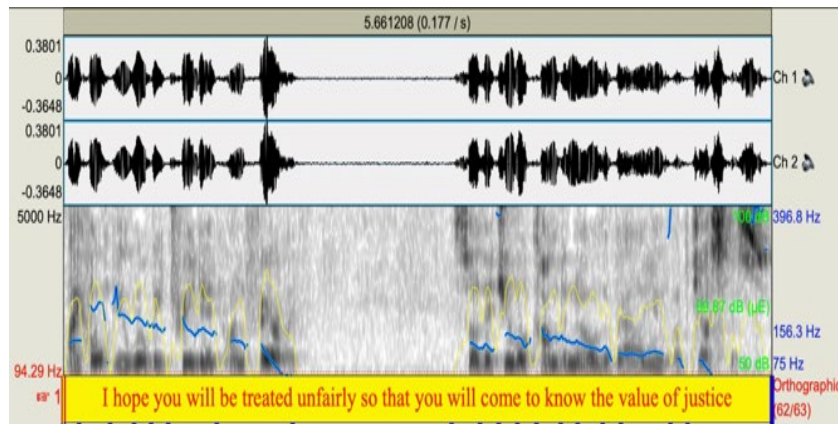 5.661208 (0.177 / s)
0.3801
0
-0.3648
Ch 1
0.3801
0
-0.3648
Ch 2
5000 Hz
100 dB
396.8 Hz
69.87 dB (µE)
156.3 Hz
94.29 Hz
50 dB
75 Hz
1
I hope you will be treated unfairly so that you will come to know the value of justice
Orthographic
(62/63)